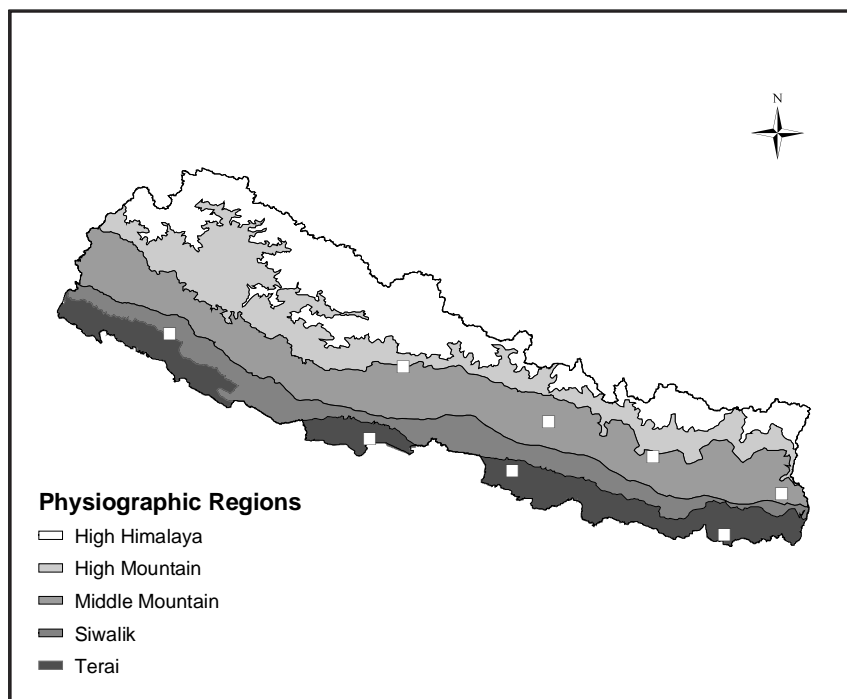 N
Physiographic Regions
High Himalaya
High Mountain
Middle Mountain
Siwalik
Terai